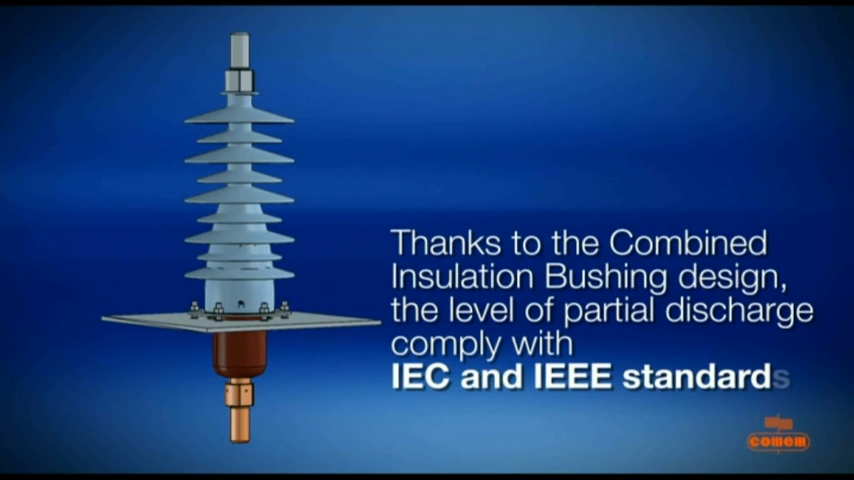 Thanks to the Combined
Insulation Bushing design,
the level of partial discharge
comply with
IEC and IEEE standards
comem